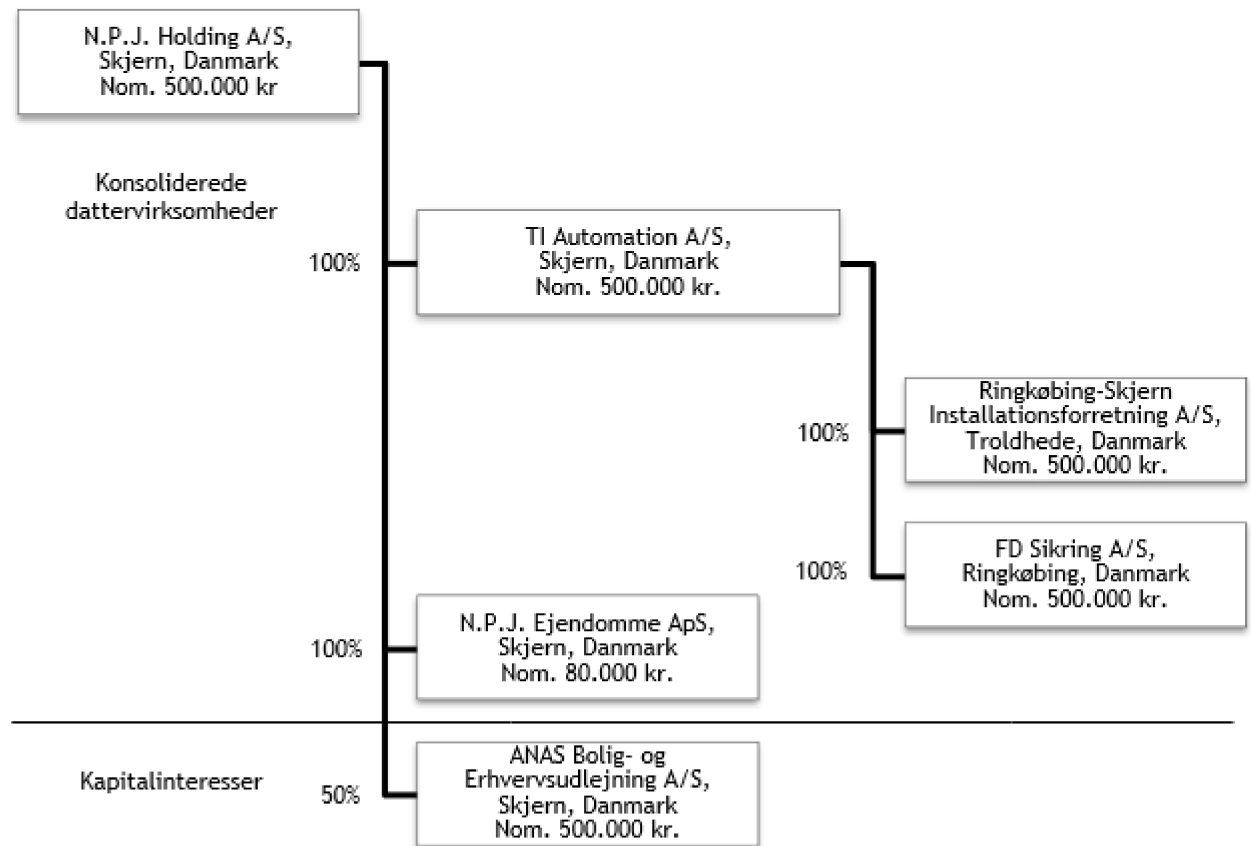 N.P.J. Holding A/S,
Skjern, Danmark
Nom. 500.000 kr
Konsoliderede
dattervirksomheder
100%
TI Automation A/S,
Skjern, Danmark
Nom. 500.000 kr.
100%
Ringkøbing-Skjern
Installationsforretning A/S,
Troldhede, Danmark
Nom. 500.000 kr.
100%
FD Sikring A/S,
Ringkøbing, Danmark
Nom. 500.000 kr.
100%
N.P.J. Ejendomme ApS,
Skjern, Danmark
Nom. 80.000 kr.
Kapitalinteresser
50%
ANAS Bolig- og
Erhvervsudlejning A/S,
Skjern, Danmark
Nom. 500.000 kr.